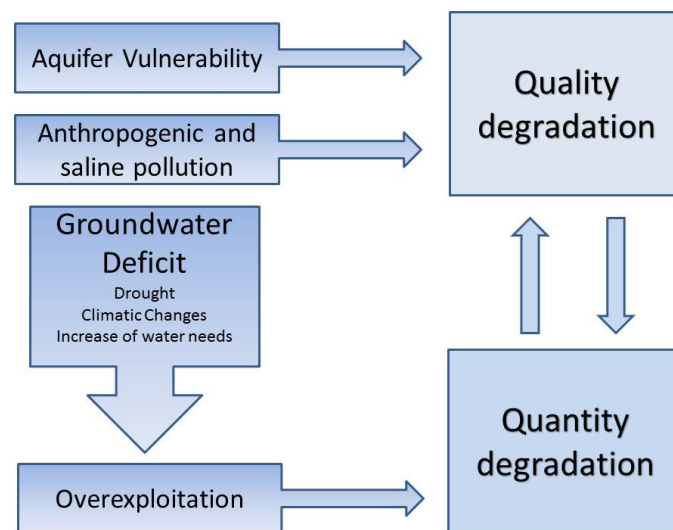 Aquifer Vulnerability
Anthropogenic and
saline pollution
Groundwater
Deficit
Drought
Climatic Changes
Increase of water needs
Overexploitation
Quality
degradation
Quantity
degradation